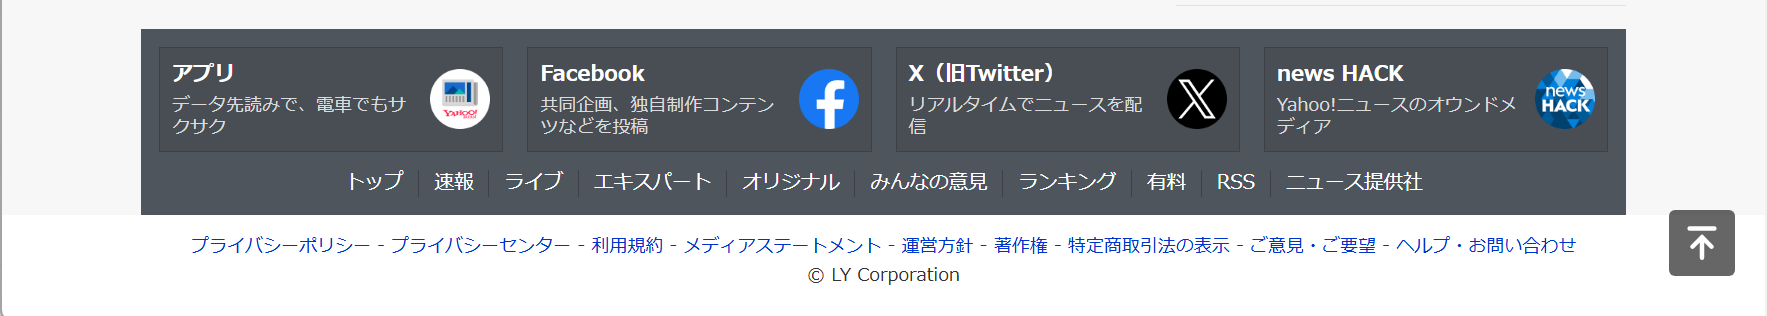 アプリ
データ先読みで、電車でもサ
クサク
YAHOO!
Facebook
共同企画、独自制作コンテン
ツなどを投稿
X（旧Twitter）
リアルタイムでニュースを配
信
news HACK
Yahoo!ニュースのオウンドメ
ディア
news
HACK
トップ 速報 ライブ エキスパート オリジナル みんなの意見 ランキング 有料 RSS ニュース提供社
プライバシーポリシー - プライバシーセンター - 利用規約 - メディアステートメント - 運営方針 - 著作権 - 特定商取引法の表示 - ご意見・ご要望 - ヘルプ・お問い合わせ
© LY Corporation